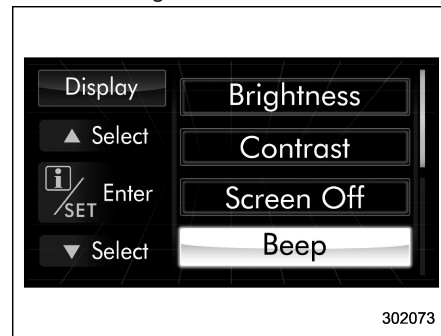 Display
▲ Select
i/SET Enter
▼ Select
Brightness
Contrast
Screen Off
Beep
302073